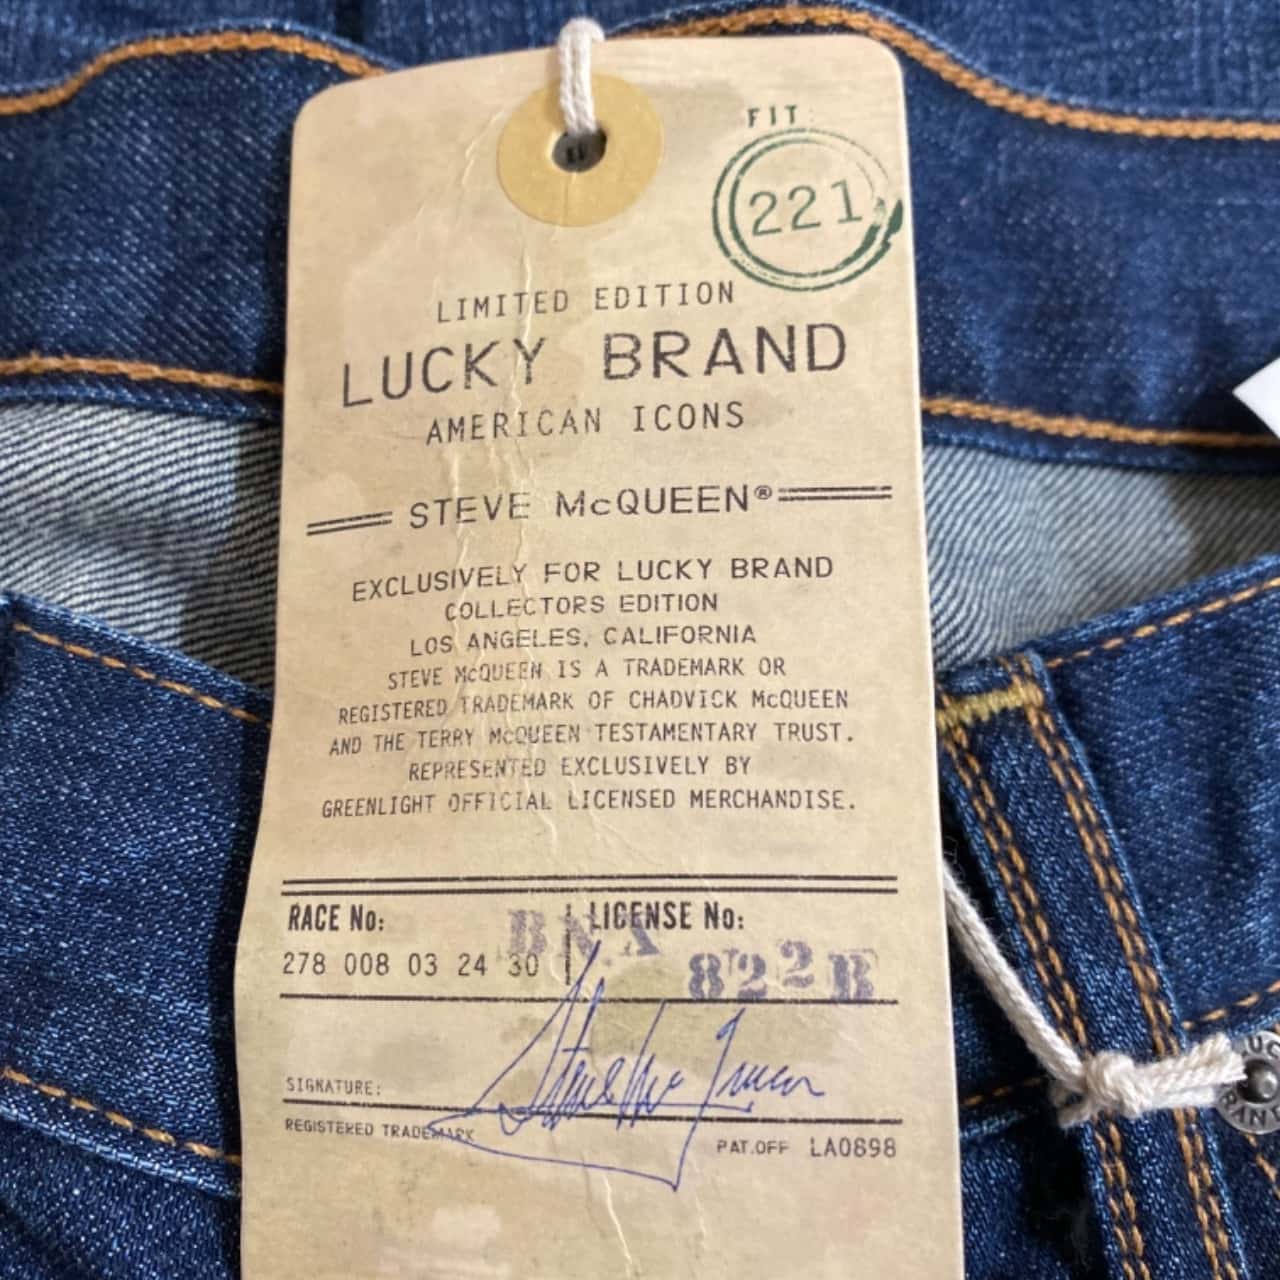 FIT:
221
LIMITED EDITION
LUCKY BRAND
AMERICAN ICONS
STEVE McQUEEN®
EXCLUSIVELY FOR LUCKY BRAND
COLLECTORS EDITION
LOS ANGELES, CALIFORNIA
STEVE McQUEEN IS A TRADEMARK OR
REGISTERED TRADEMARK OF CHADVICK McQUEEN
AND THE TERRY McQUEEN TESTAMENTARY TRUST.
REPRESENTED EXCLUSIVELY BY
GREENLIGHT OFFICIAL LICENSED MERCHANDISE.
RACE No: LICENSE No:
BNX
278 008 03 24 30 822B
SIGNATURE: Steve McQueen
REGISTERED TRADEMARK
PAT.OFF LA0898